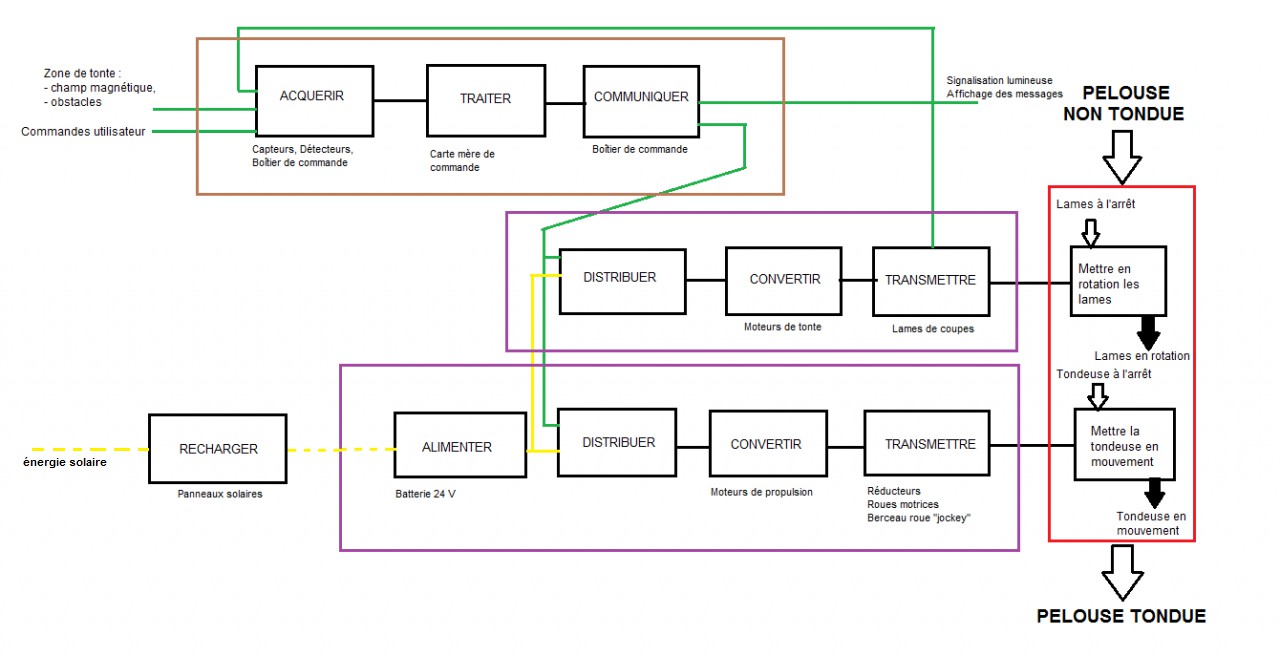 Zone de tonte :
- champ magnétique,
- obstacles
Commandes utilisateur
ACQUERIR
Capteurs, Détecteurs,
Boîtier de commande
TRAITER
Carte mère de
commande
COMMUNIQUER
Boîtier de commande
Signalisation lumineuse
Affichage des messages
PELOUSE
NON TONDUE
DISTRIBUER
CONVERTIR
Moteurs de tonte
TRANSMETTRE
Lames de coupes
Lames à l'arrêt
Mettre en
rotation les
lames
Lames en rotation
énergie solaire
RECHARGER
Panneaux solaires
ALIMENTER
Batterie 24 V
DISTRIBUER
CONVERTIR
Moteurs de propulsion
TRANSMETTRE
Réducteurs
Roues motrices
Berceau roue "jockey"
Tondeuse à l'arrêt
Mettre la
tondeuse en
mouvement
Tondeuse en
mouvement
PELOUSE TONDUE